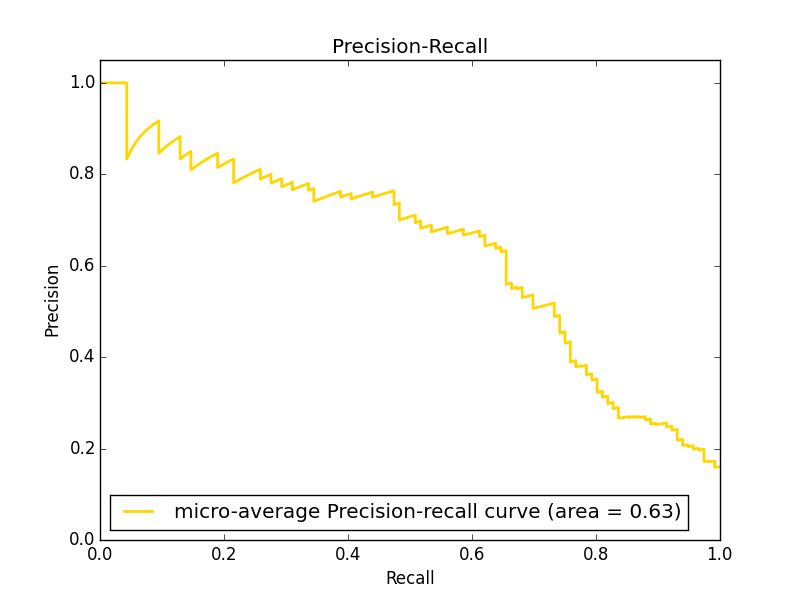 Precision-Recall
1.0
0.8
0.6
0.4
0.2
0.0
Precision
micro-average Precision-recall curve (area = 0.63)
0.0 0.2 0.4 0.6 0.8 1.0
Recall